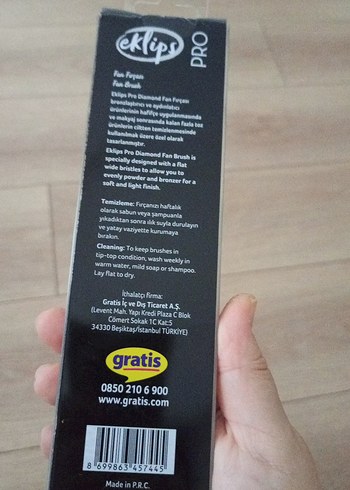 eklips
PRO
Fan Fırçası
Fan Brush
Eklips Pro Diamond Fan Fırçası
bronzlaştırıcı ve aydınlatıcı
ürünlerinin hafifçe uygulanmasında
ve makyaj sonrasında kalan fazla toz
ürünlerin ciltten temizlenmesinde
kullanılmak üzere özel olarak
tasarlanmıştır.
Eklips Pro Diamond Fan Brush is
specially designed with a flat
wide bristles to allow you to
evenly powder and bronzer for a
soft and light finish.
Temizleme: Fırçanızı haftalık
olarak sabun veya şampuanla
yıkadıktan sonra ılık suyla durulayın
ve yatay vaziyette kurumaya
bırakın.
Cleaning: To keep brushes in
tip-top condition, wash weekly in
warm water, mild soap or shampoo.
Lay flat to dry.
İthalatçı firma:
Gratis İç ve Dış Ticaret A.Ş.
(Levent Mah. Yapı Kredi Plaza C Blok
Cömert Sokak 1C Kat:5
34330 Beşiktaş/İstanbul TÜRKİYE)
gratis
0850 210 6 900
www.gratis.com
8 699863 457445
Made in P.R.C.